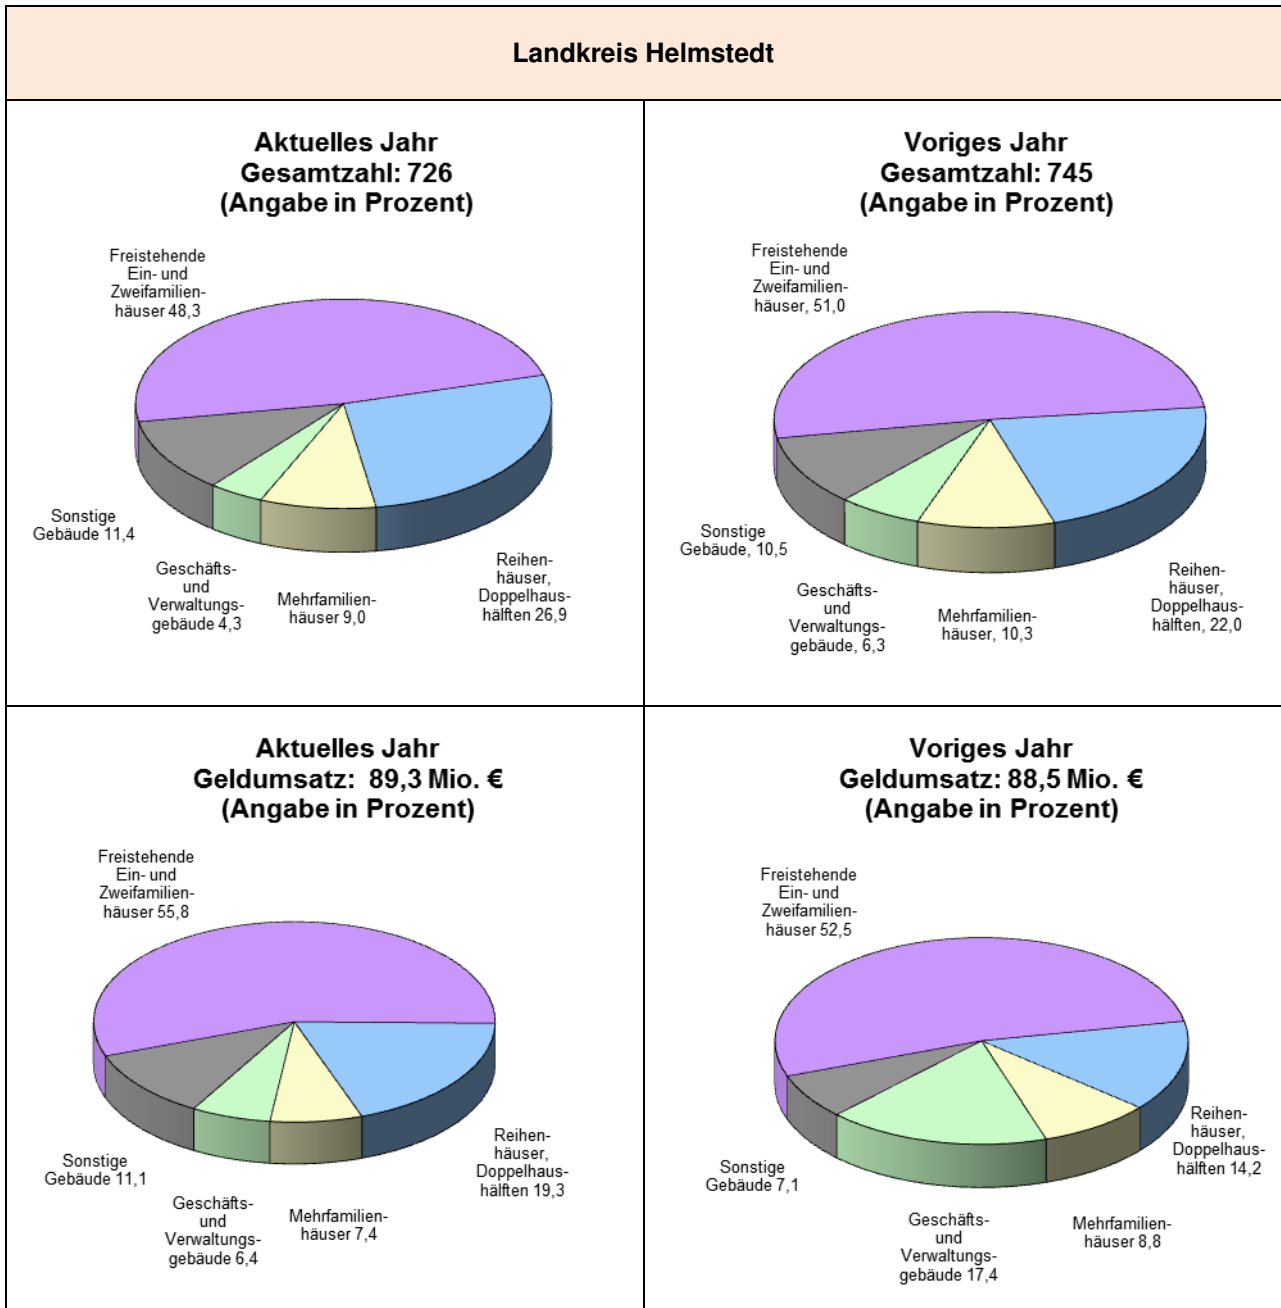 Landkreis Helmstedt
Aktuelles Jahr
Gesamtzahl: 726
(Angabe in Prozent)
Freistehende
Ein- und
Zweifamilien-
häuser 48,3
Sonstige
Gebäude 11,4
Geschäfts-
und
Verwaltungs-
gebäude 4,3
Mehrfamilien-
häuser 9,0
Reihen-
häuser,
Doppelhaus-
hälften 26,9
Voriges Jahr
Gesamtzahl: 745
(Angabe in Prozent)
Freistehende
Ein- und
Zweifamilien-
häuser, 51,0
Sonstige
Gebäude, 10,5
Geschäfts-
und
Verwaltungs-
gebäude, 6,3
Mehrfamilien-
häuser, 10,3
Reihen-
häuser,
Doppelhaus-
hälften, 22,0
Aktuelles Jahr
Geldumsatz: 89,3 Mio. €
(Angabe in Prozent)
Freistehende
Ein- und
Zweifamilien-
häuser 55,8
Sonstige
Gebäude 11,1
Geschäfts-
und
Verwaltungs-
gebäude 6,4
Mehrfamilien-
häuser 7,4
Reihen-
häuser,
Doppelhaus-
hälften 19,3
Voriges Jahr
Geldumsatz: 88,5 Mio. €
(Angabe in Prozent)
Freistehende
Ein- und
Zweifamilien-
häuser 52,5
Sonstige
Gebäude 7,1
Geschäfts-
und
Verwaltungs-
gebäude 17,4
Mehrfamilien-
häuser 8,8
Reihen-
häuser,
Doppelhaus-
hälften 14,2